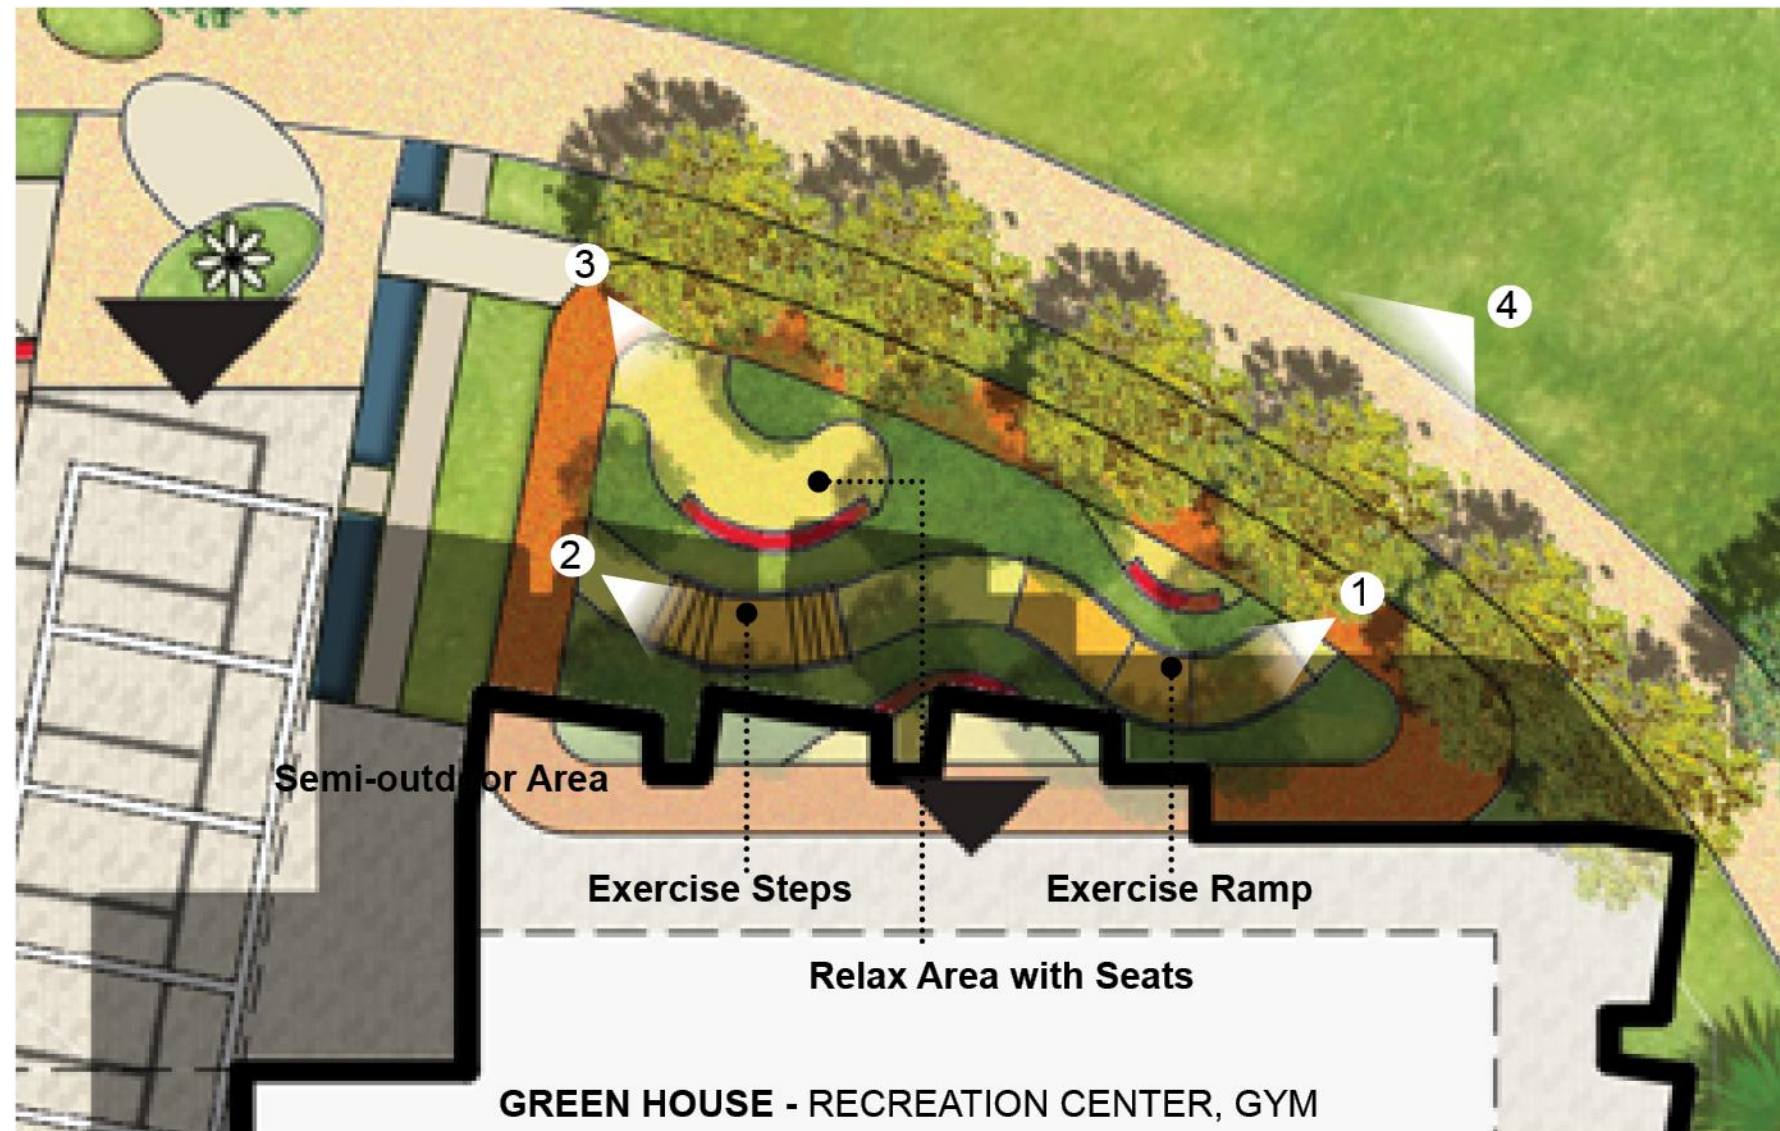 3
4
2
1
Semi-outdoor Area
Exercise Steps
Exercise Ramp
Relax Area with Seats
GREEN HOUSE - RECREATION CENTER, GYM